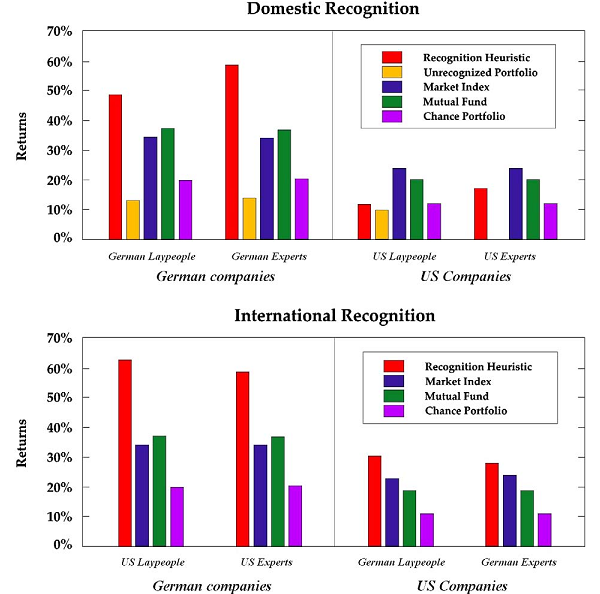 Domestic Recognition
70%
60%
50%
40%
30%
20%
10%
0%
Returns
Recognition Heuristic
Unrecognized Portfolio
Market Index
Mutual Fund
Chance Portfolio
German Laypeople German Experts US Laypeople US Experts
German companies US Companies
International Recognition
70%
60%
50%
40%
30%
20%
10%
0%
Returns
Recognition Heuristic
Market Index
Mutual Fund
Chance Portfolio
US Laypeople US Experts German Laypeople German Experts
German companies US Companies